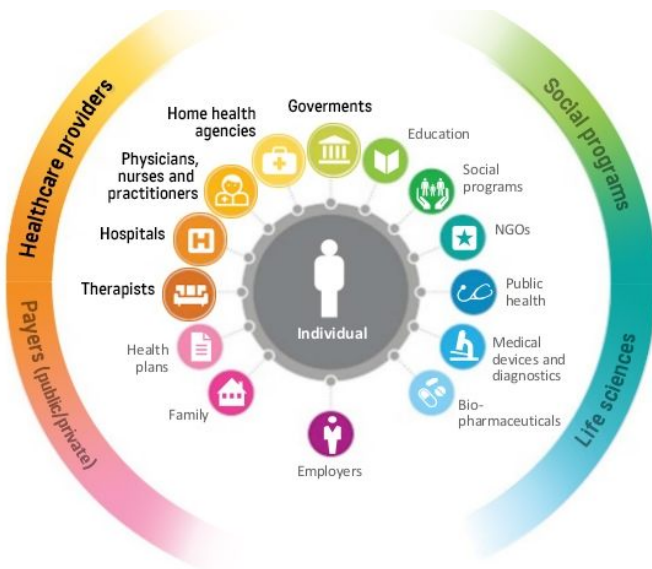 Healthcare providers
Payers (public/private)
Social programs
Life sciences
Goverments
Home health
agencies
Physicians,
nurses and
practitioners
Hospitals
Therapists
Health
plans
Family
Employers
Education
Social
programs
NGOs
Public
health
Medical
devices and
diagnostics
Bio-
pharmaceuticals
H
Individual